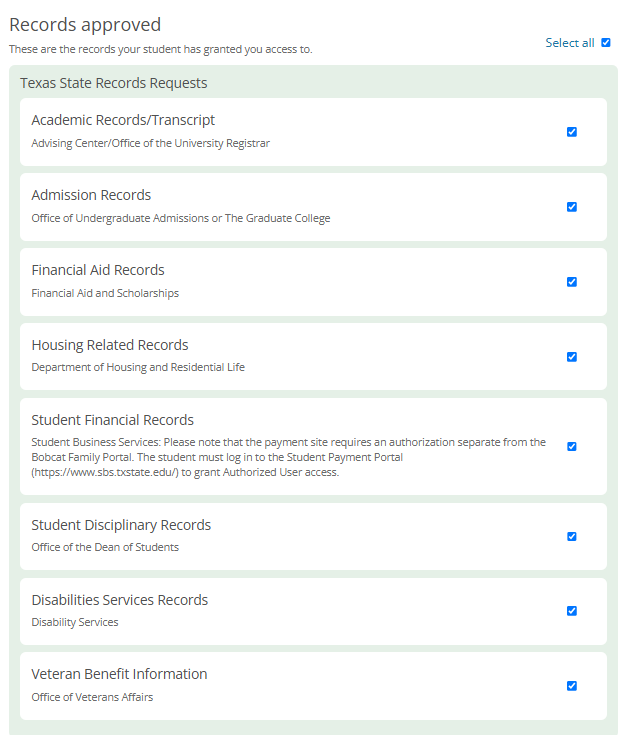 Records approved
These are the records your student has granted you access to.
Select all
Texas State Records Requests
Academic Records/Transcript
Advising Center/Office of the University Registrar
Admission Records
Office of Undergraduate Admissions or The Graduate College
Financial Aid Records
Financial Aid and Scholarships
Housing Related Records
Department of Housing and Residential Life
Student Financial Records
Student Business Services: Please note that the payment site requires an authorization separate from the
Bobcat Family Portal. The student must log in to the Student Payment Portal
(https://www.sbs.txstate.edu/) to grant Authorized User access.
Student Disciplinary Records
Office of the Dean of Students
Disabilities Services Records
Disability Services
Veteran Benefit Information
Office of Veterans Affairs